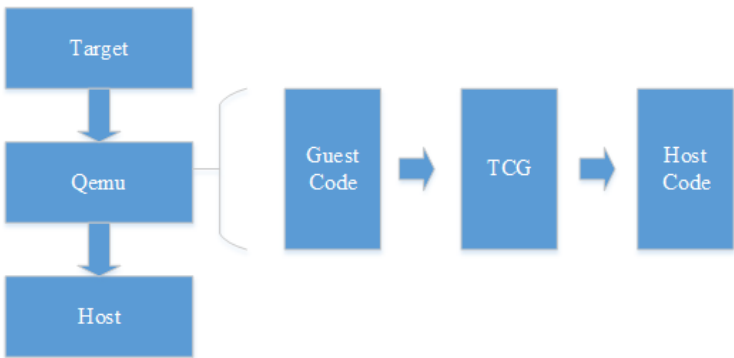 Target
Qemu
Host
Guest
Code
TCG
Host
Code